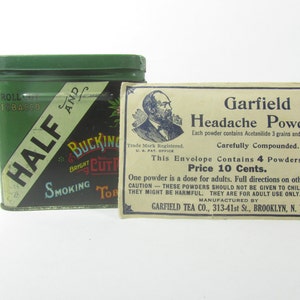 HALF AND
BUCKING
BRIGHT CUT
SMOKING TO
Garfield
Headache Powd
Each powder contains Acetanilide 3 grains and
Trade Mark Registered.
U. S. PAT. OFFICE
Carefully Compounded.
This Envelope Contains 4 Powders
Price 10 Cents.
One powder is a dose for adults. Full directions on oth
CAUTION — THESE POWDERS SHOULD NOT BE GIVEN TO CHIL
THEY MIGHT BE HARMFUL. THEY ARE FOR ADULT USE ONLY.
MANUFACTURED BY
GARFIELD TEA CO., 313-41st St., BROOKLYN, N.